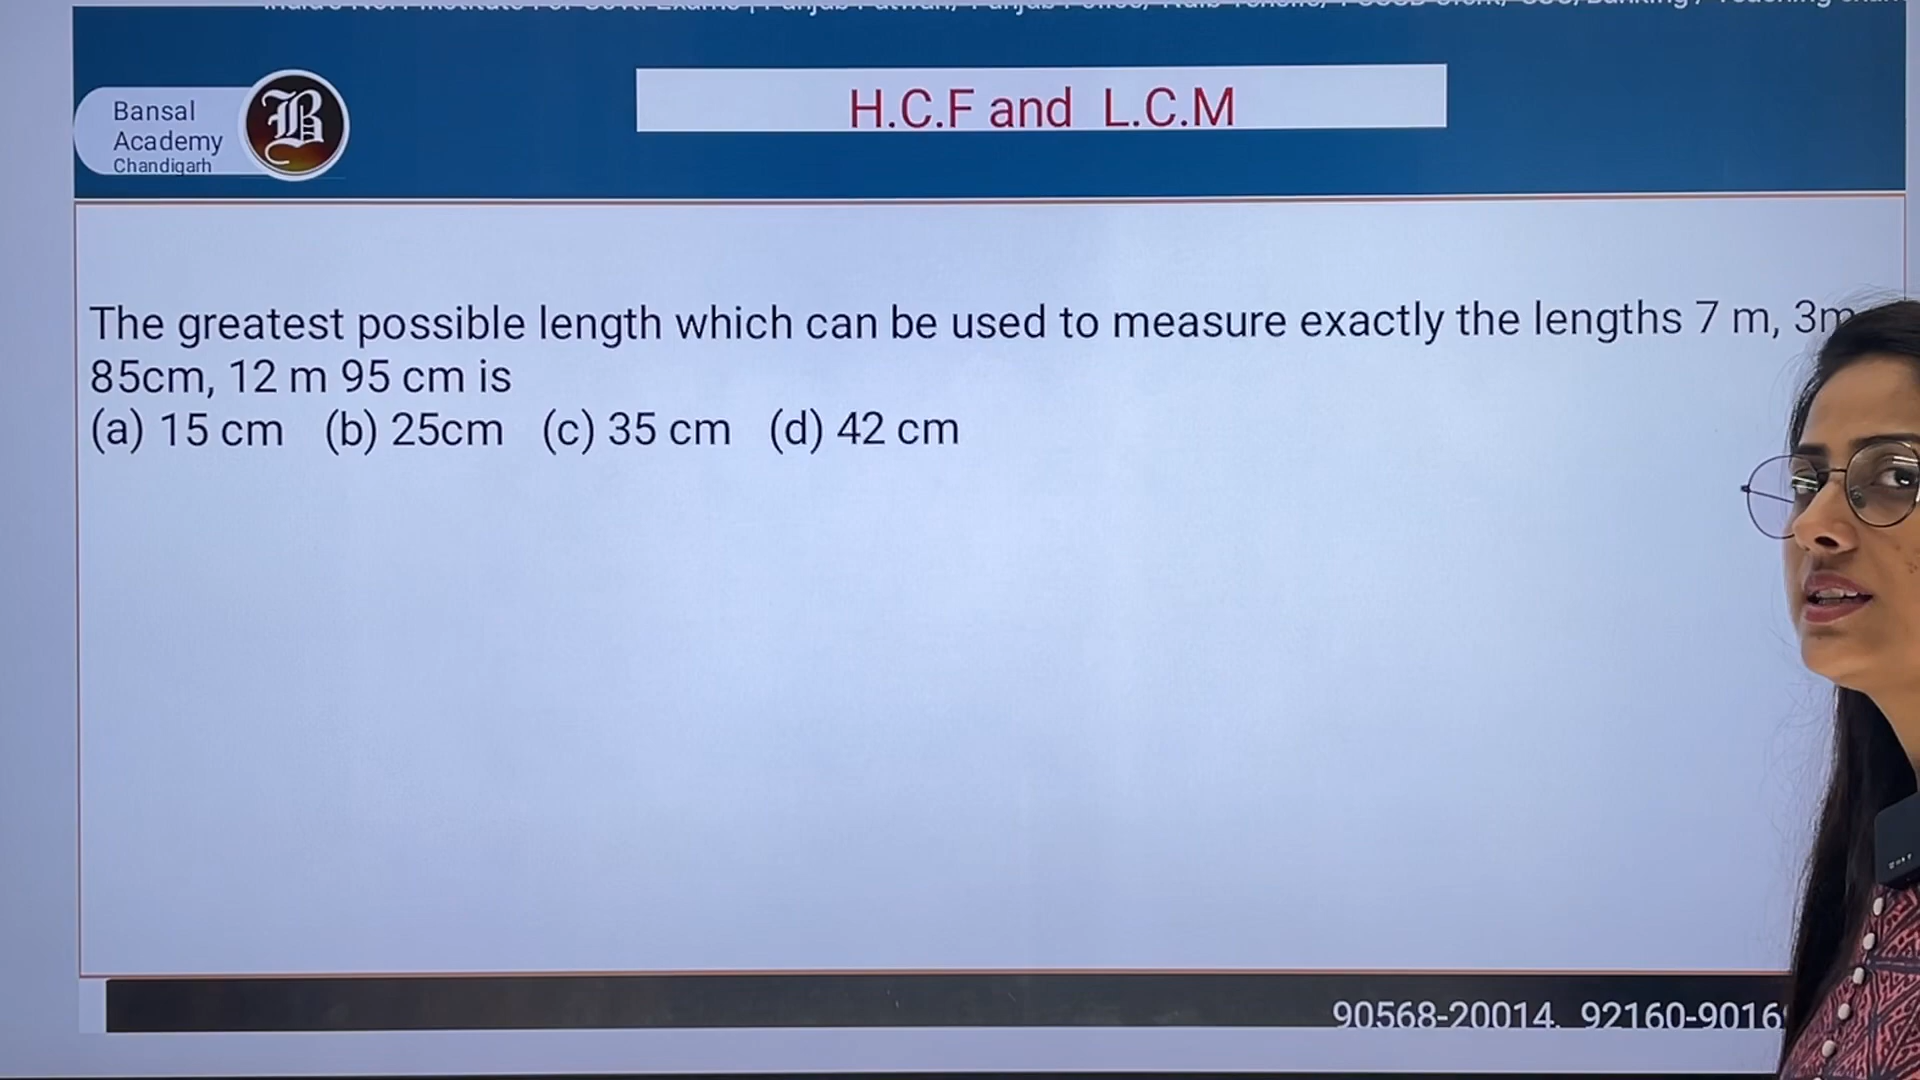 Bansal
Academy
Chandigarh
B
H.C.F and L.C.M
The greatest possible length which can be used to measure exactly the lengths 7 m, 3m
85cm, 12 m 95 cm is
(a) 15 cm (b) 25cm (c) 35 cm (d) 42 cm
90568-20014, 92160-9016